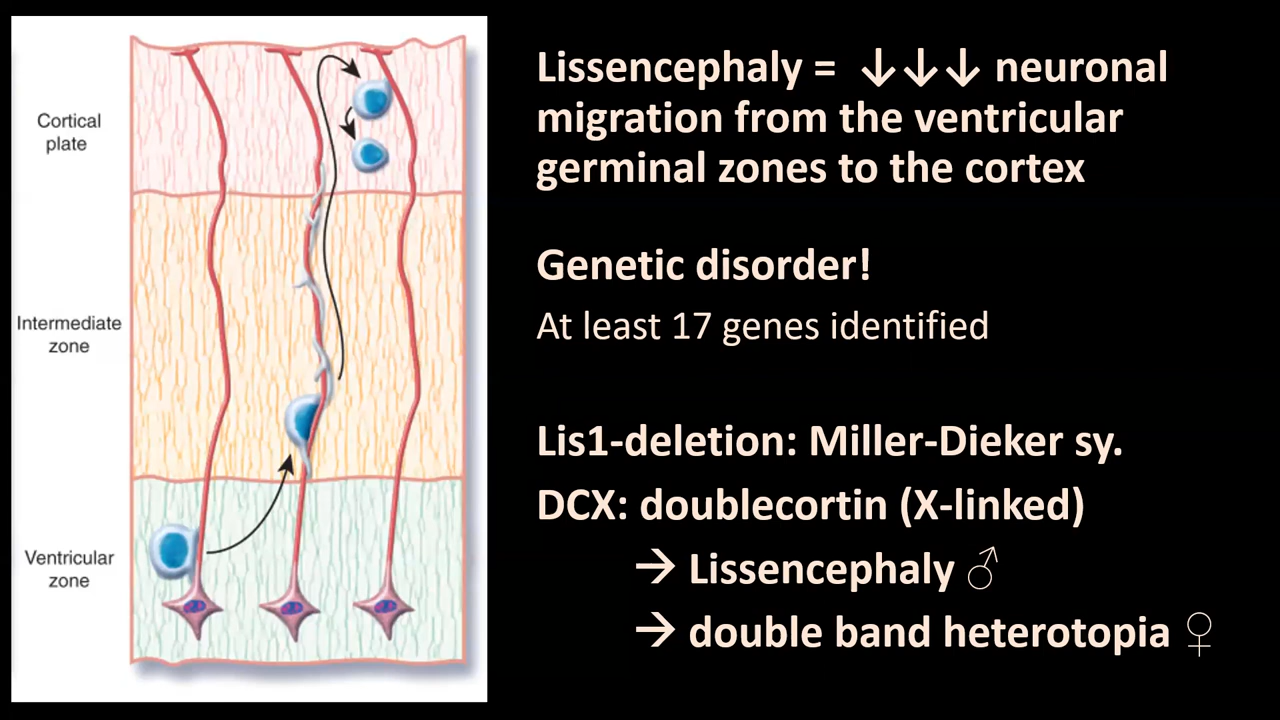 Cortical
plate
Intermediate
zone
Ventricular
zone
Lissencephaly = ↓↓↓ neuronal
migration from the ventricular
germinal zones to the cortex
Genetic disorder!
At least 17 genes identified
Lis1-deletion: Miller-Dieker sy.
DCX: doublecortin (X-linked)
→ Lissencephaly ♂
→ double band heterotopia ♀